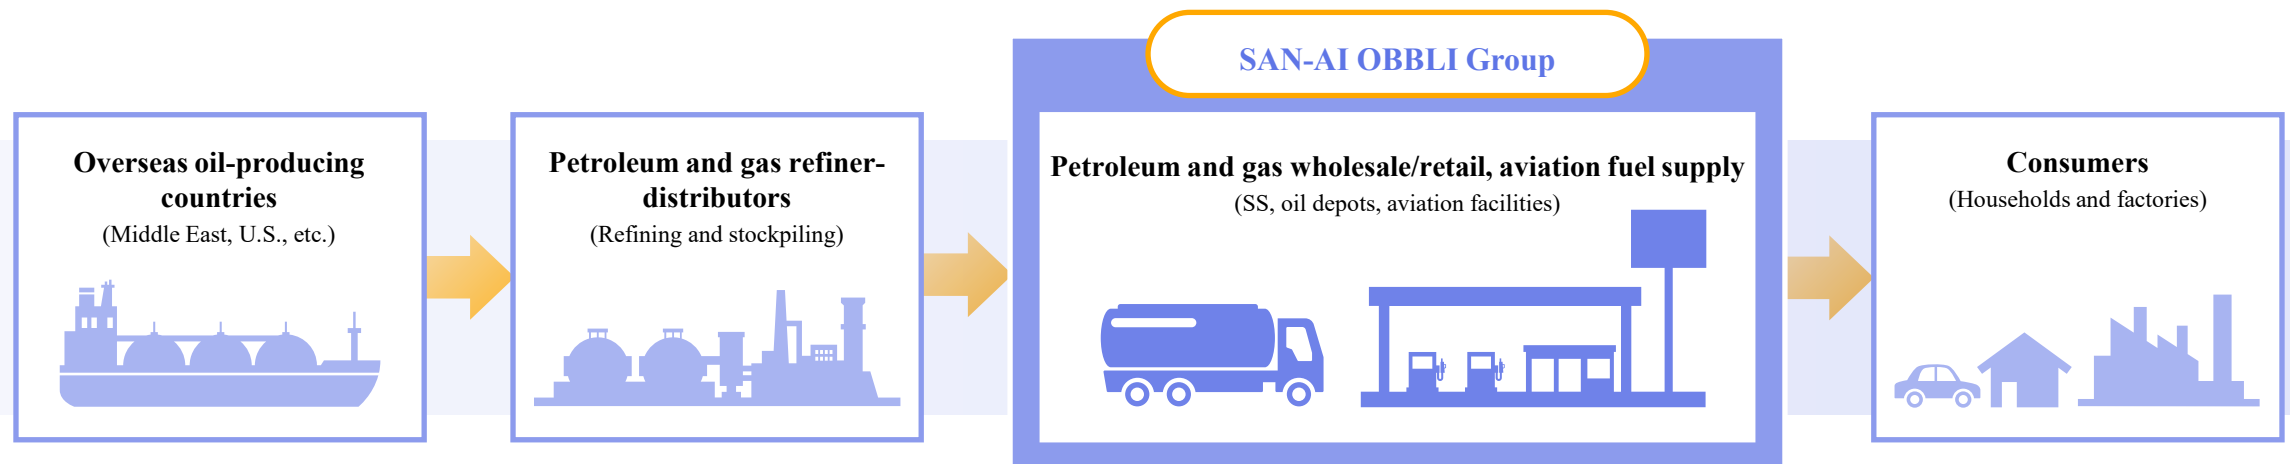 SAN-AI OBBLI Group
Overseas oil-producing
countries
(Middle East, U.S., etc.)
Petroleum and gas refiner-
distributors
(Refining and stockpiling)
Petroleum and gas wholesale/retail, aviation fuel supply
(SS, oil depots, aviation facilities)
Consumers
(Households and factories)